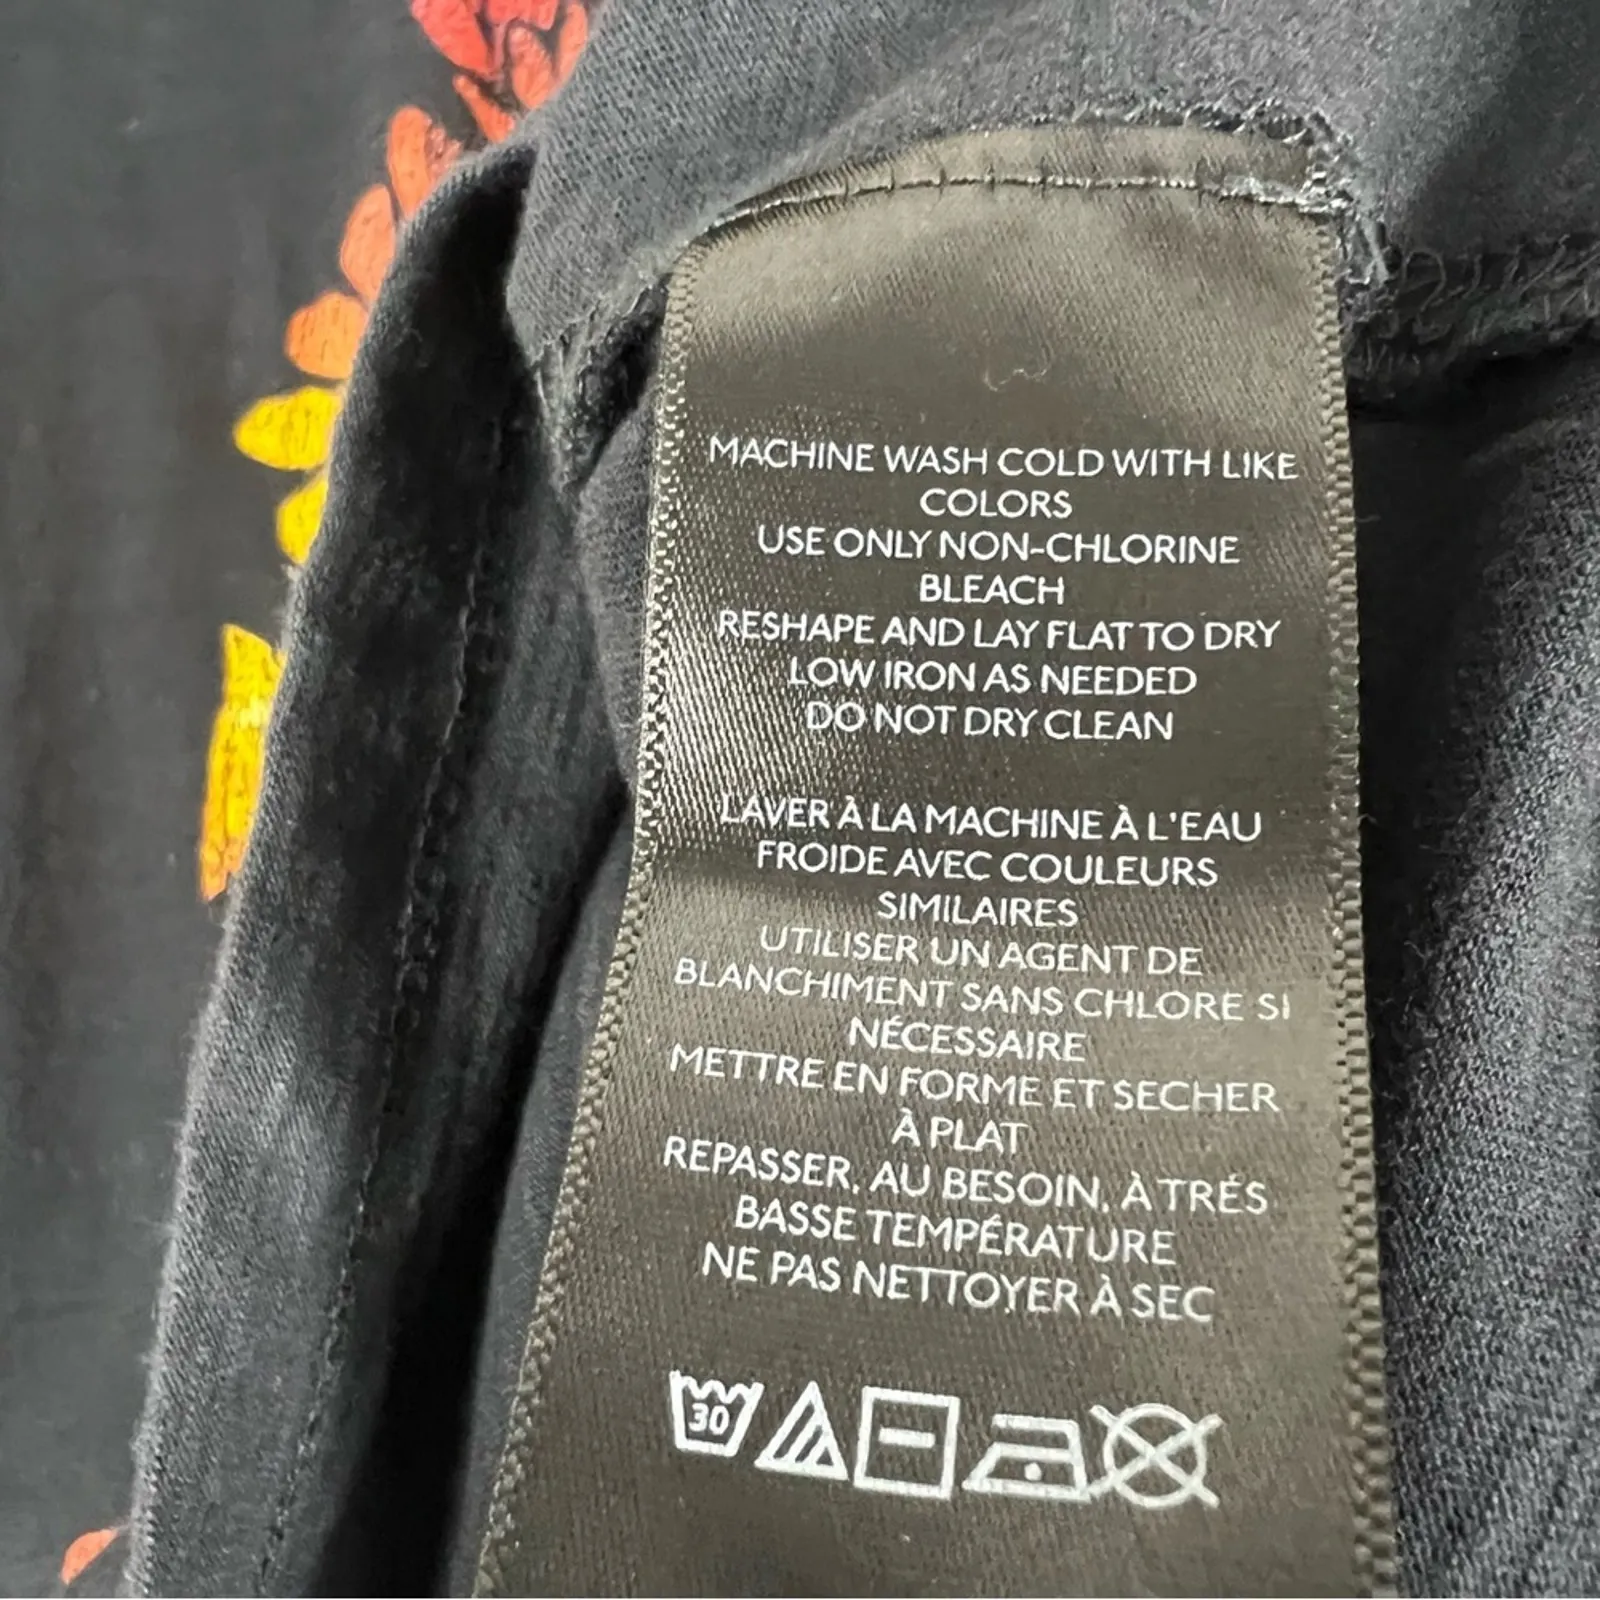 MACHINE WASH COLD WITH LIKE
COLORS
USE ONLY NON-CHLORINE
BLEACH
RESHAPE AND LAY FLAT TO DRY
LOW IRON AS NEEDED
DO NOT DRY CLEAN
LAVER À LA MACHINE À L'EAU
FROIDE AVEC COULEURS
SIMILAIRES
UTILISER UN AGENT DE
BLANCHIMENT SANS CHLORE SI
NÉCESSAIRE
METTRE EN FORME ET SECHER
À PLAT
REPASSER, AU BESOIN, À TRÉS
BASSE TEMPÉRATURE
NE PAS NETTOYER À SEC
30